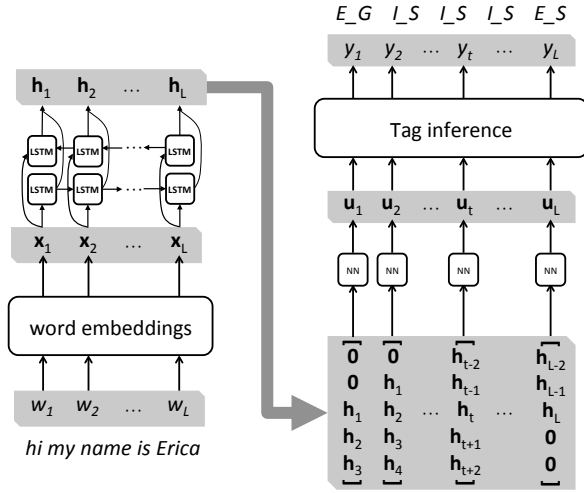 E_G I_S I_S I_S E_S
y1 y2 ... yt ... yL
Tag inference
u1 u2 ... ut ... uL
NN NN NN NN
0 0 ht-2 hL-2
0 h1 ht-1 hL-1
h1 h2 ... ht ... hL
h2 h3 ht+1 0
h3 h4 ht+2 0
h1 h2 ... hL
LSTM LSTM ... LSTM
LSTM LSTM ... LSTM
x1 x2 ... xL
word embeddings
w1 w2 ... wL
hi my name is Erica